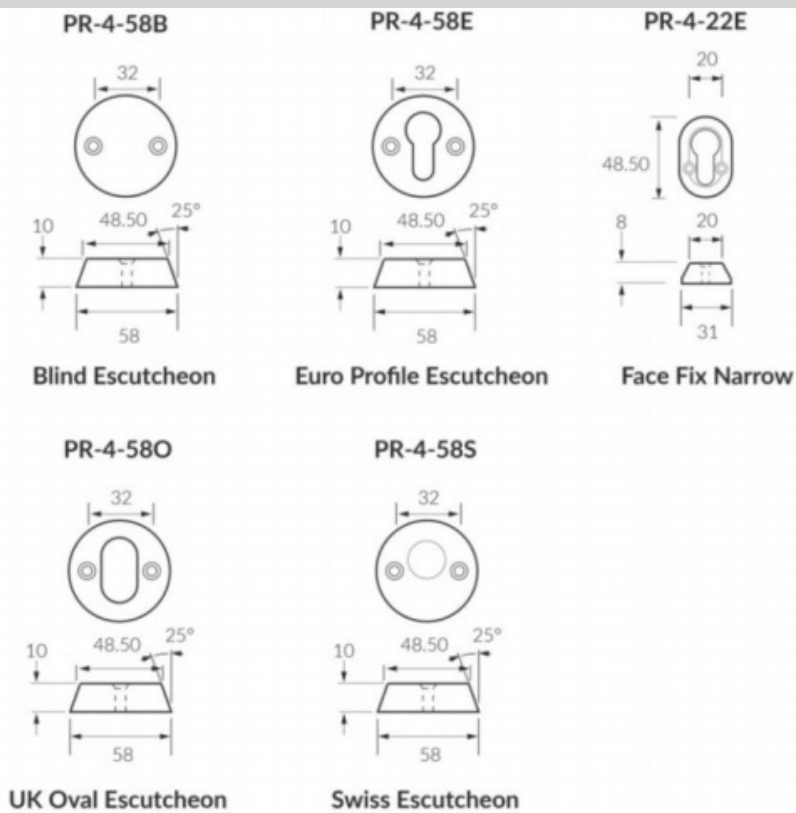 PR-4-58B
PR-4-58E
PR-4-22E
32
32
20
48.50
10
48.50
25°
10
48.50
25°
8
20
58
58
31
Blind Escutcheon
Euro Profile Escutcheon
Face Fix Narrow
PR-4-58O
PR-4-58S
32
32
10
48.50
25°
10
48.50
25°
58
58
UK Oval Escutcheon
Swiss Escutcheon